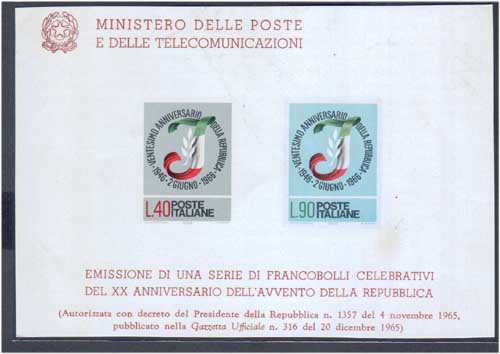 MINISTERO DELLE POSTE
E DELLE TELECOMUNICAZIONI
VENTESIMO ANNIVERSARIO DELLA REPUBBLICA
1946 - 2 GIUGNO - 1966
L.40 POSTE
ITALIANE
VENTESIMO ANNIVERSARIO DELLA REPUBBLICA
1946 - 2 GIUGNO - 1966
L.90 POSTE
ITALIANE
EMISSIONE DI UNA SERIE DI FRANCOBOLLI CELEBRATIVI
DEL XX ANNIVERSARIO DELL'AVVENTO DELLA REPUBBLICA
(Autorizzata con decreto del Presidente della Repubblica n. 1357 del 4 novembre 1965,
pubblicato nella Gazzetta Ufficiale n. 316 del 20 dicembre 1965)